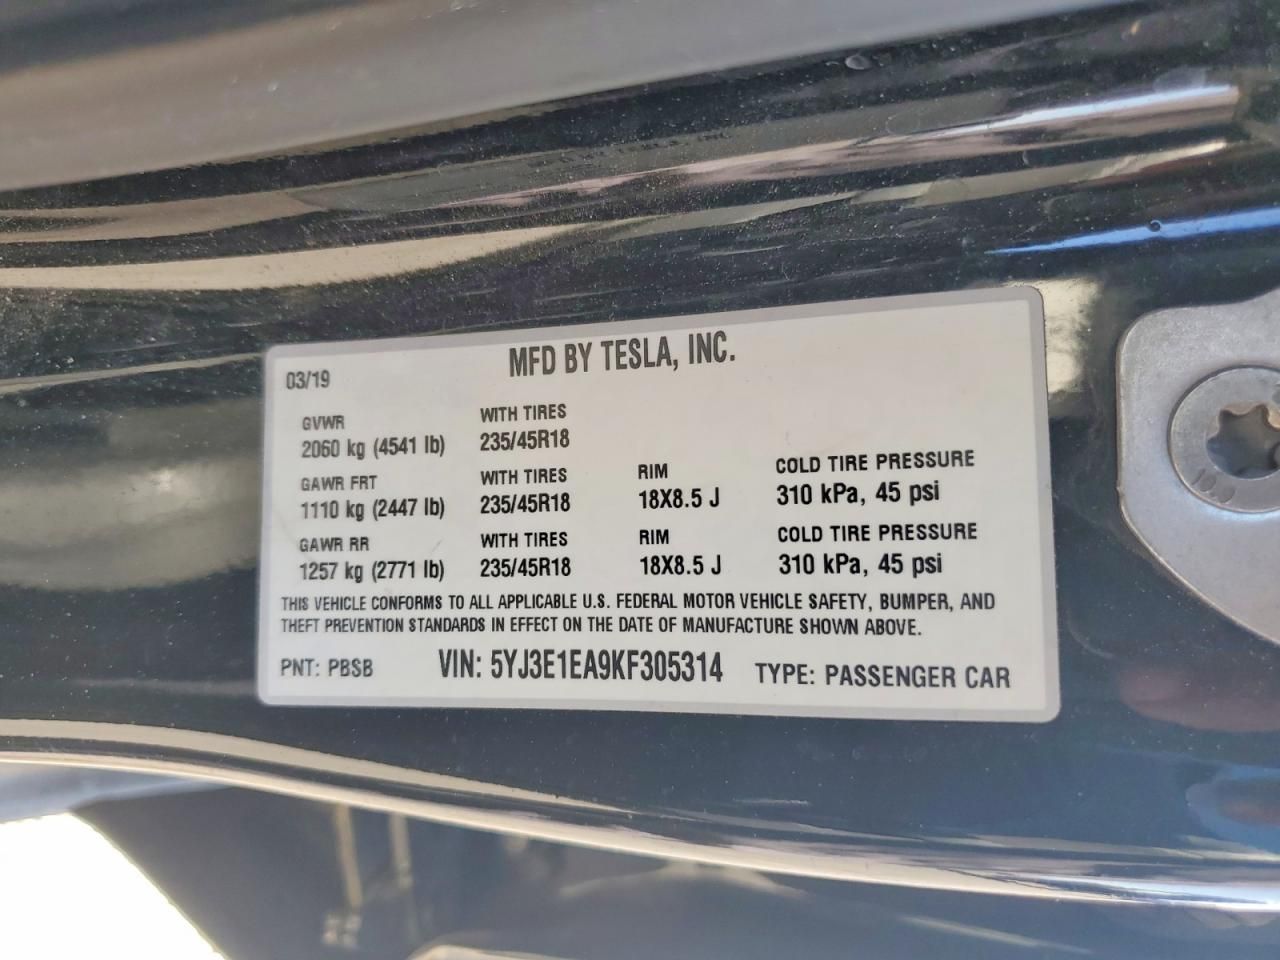 MFD BY TESLA, INC.
03/19
GVWR WITH TIRES
2060 kg (4541 lb) 235/45R18
GAWR FRT WITH TIRES RIM COLD TIRE PRESSURE
1110 kg (2447 lb) 235/45R18 18X8.5 J 310 kPa, 45 psi
GAWR RR WITH TIRES RIM COLD TIRE PRESSURE
1257 kg (2771 lb) 235/45R18 18X8.5 J 310 kPa, 45 psi
THIS VEHICLE CONFORMS TO ALL APPLICABLE U.S. FEDERAL MOTOR VEHICLE SAFETY, BUMPER, AND
THEFT PREVENTION STANDARDS IN EFFECT ON THE DATE OF MANUFACTURE SHOWN ABOVE.
PNT: PBSB VIN: 5YJ3E1EA9KF305314 TYPE: PASSENGER CAR
10.9